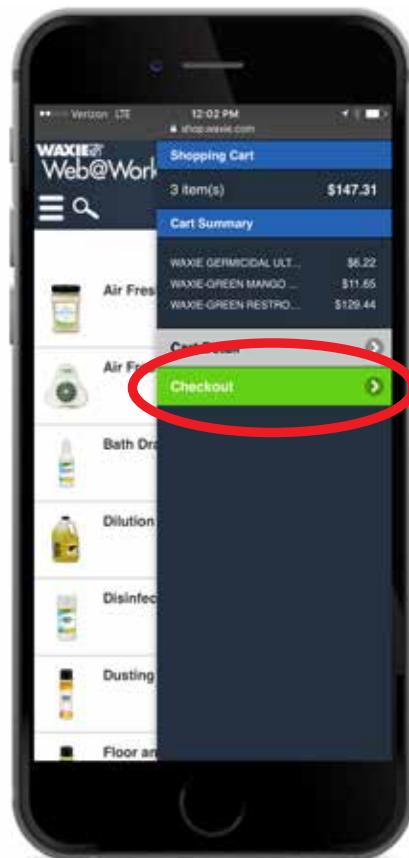 Verizon LTE 12:02 PM
shop.waxie.com
WAXIE
Web@Work
Shopping Cart
3 item(s) $147.31
Cart Summary
WAXIE GERMICIDAL ULT... $6.22
WAXIE-GREEN MANGO ... $11.65
WAXIE-GREEN RESTRO... $129.44
Cart Detail
Checkout
Air Fres
Air Fre
Bath Dra
Dilution
Disinfec
Dusting
Floor an